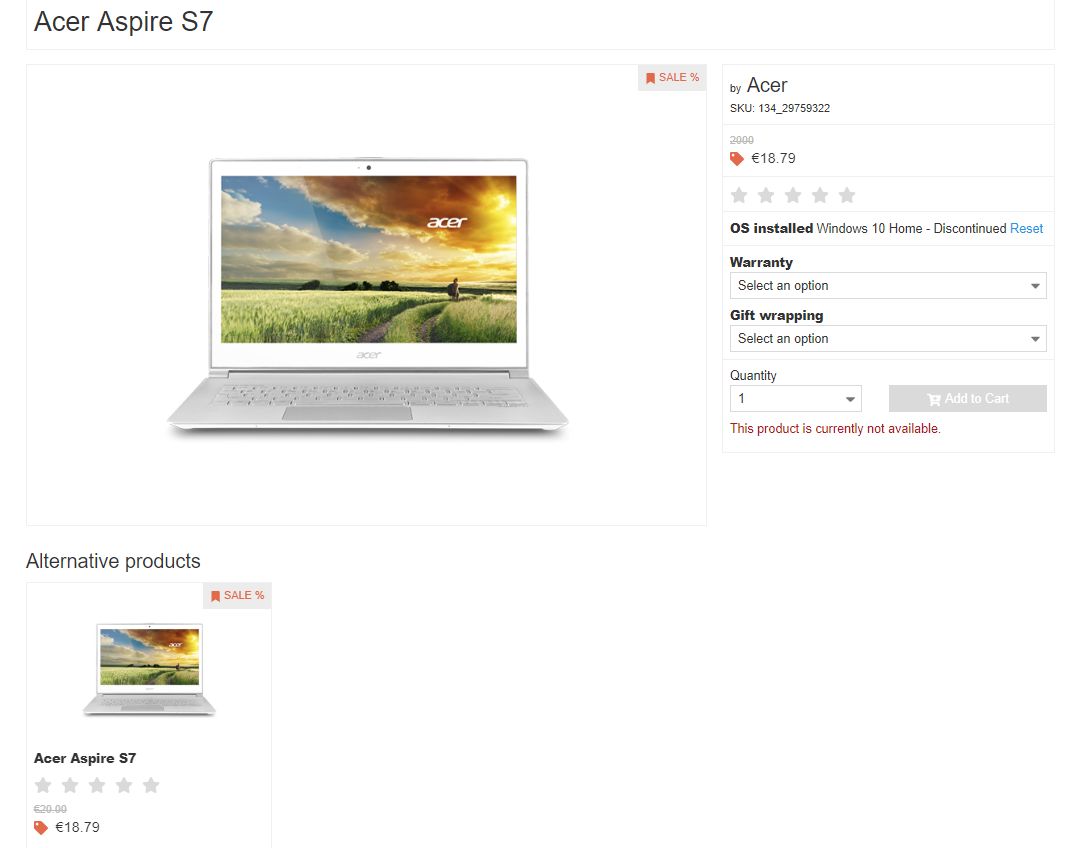 Acer Aspire S7
SALE %
acer
acer
by Acer
SKU: 134_29759322
2000
€18.79
OS installed Windows 10 Home - Discontinued Reset
Warranty
Select an option
Gift wrapping
Select an option
Quantity
1
Add to Cart
This product is currently not available.
Alternative products
SALE %
acer
Acer Aspire S7
€20.00
€18.79